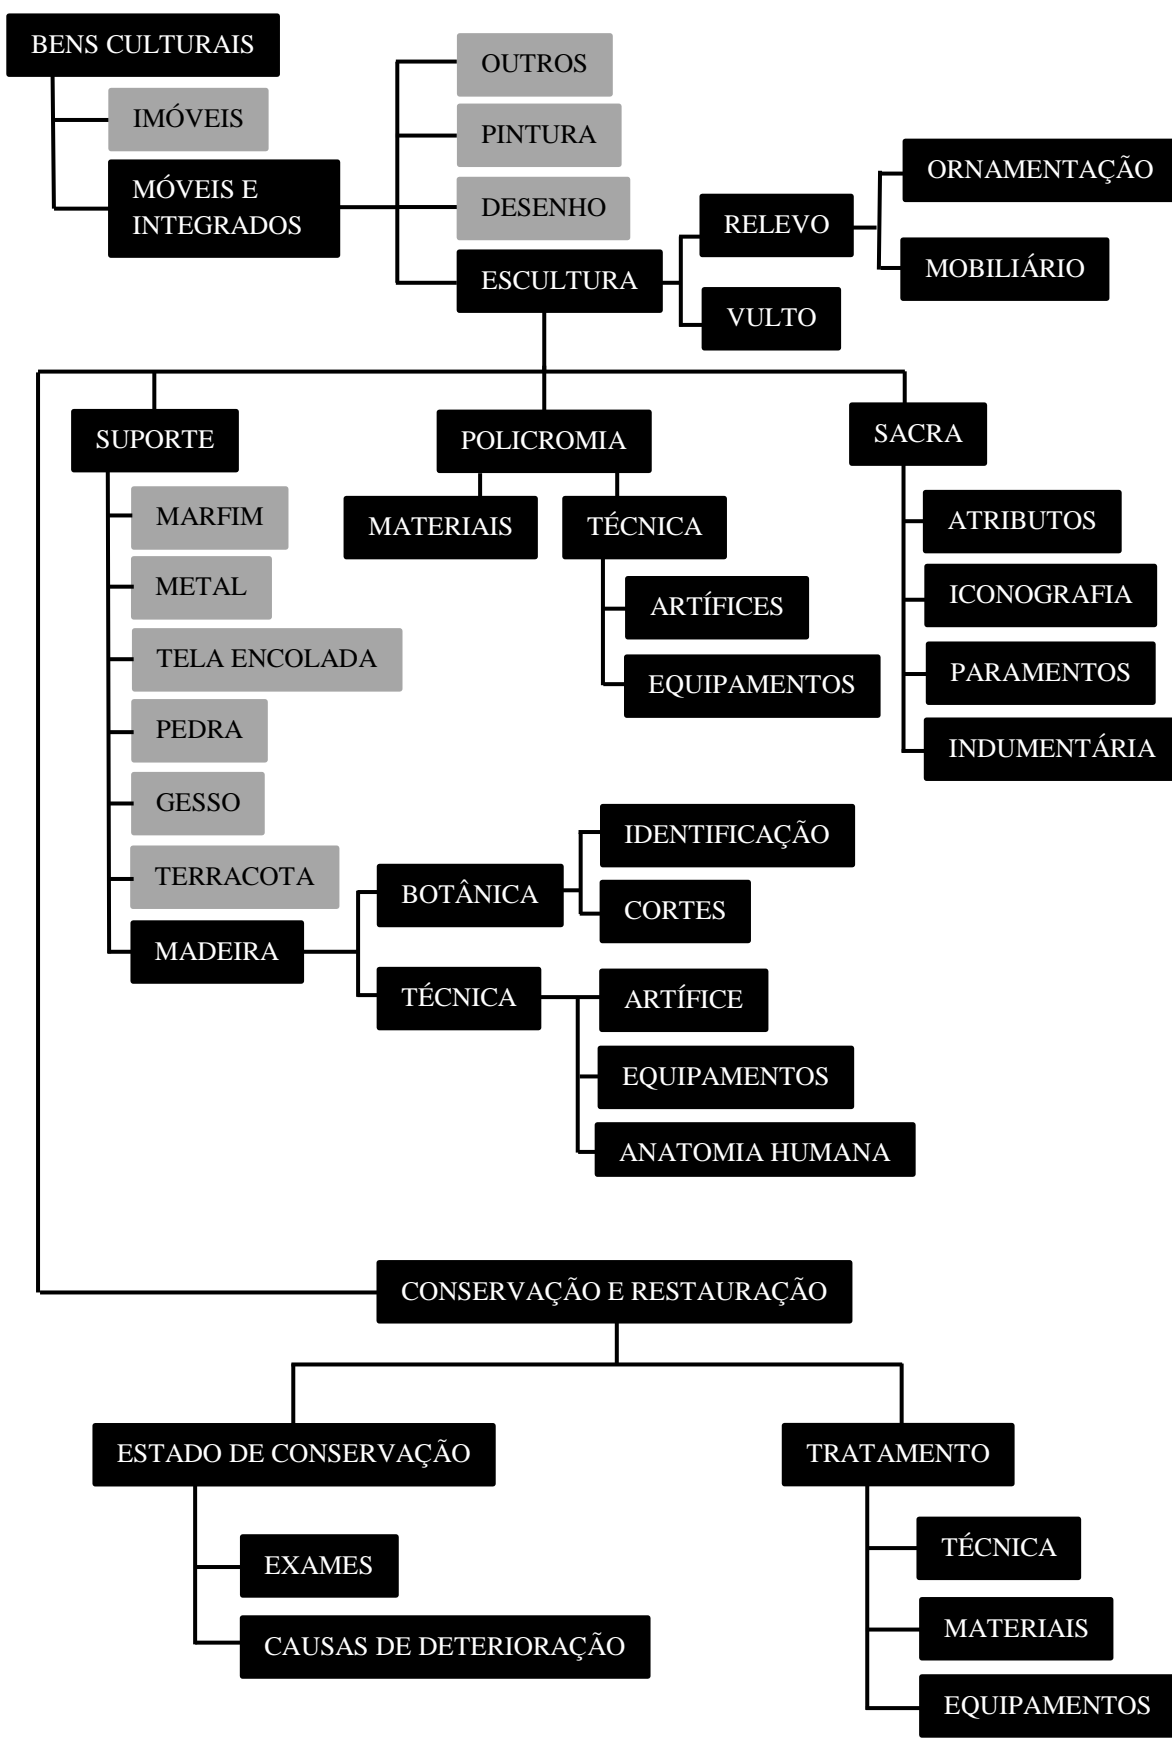 BENS CULTURAIS
IMÓVEIS
MÓVEIS E
INTEGRADOS
OUTROS
PINTURA
DESENHO
ESCULTURA
RELEVO
VULTO
ORNAMENTAÇÃO
MOBILIÁRIO
SUPORTE
MARFIM
METAL
TELA ENCOLADA
PEDRA
GESSO
TERRACOTA
MADEIRA
BOTÂNICA
IDENTIFICAÇÃO
CORTES
TÉCNICA
ARTÍFICE
EQUIPAMENTOS
ANATOMIA HUMANA
POLICROMIA
MATERIAIS
TÉCNICA
ARTÍFICES
EQUIPAMENTOS
SACRA
ATRIBUTOS
ICONOGRAFIA
PARAMENTOS
INDUMENTÁRIA
CONSERVAÇÃO E RESTAURAÇÃO
ESTADO DE CONSERVAÇÃO
EXAMES
CAUSAS DE DETERIORAÇÃO
TRATAMENTO
TÉCNICA
MATERIAIS
EQUIPAMENTOS